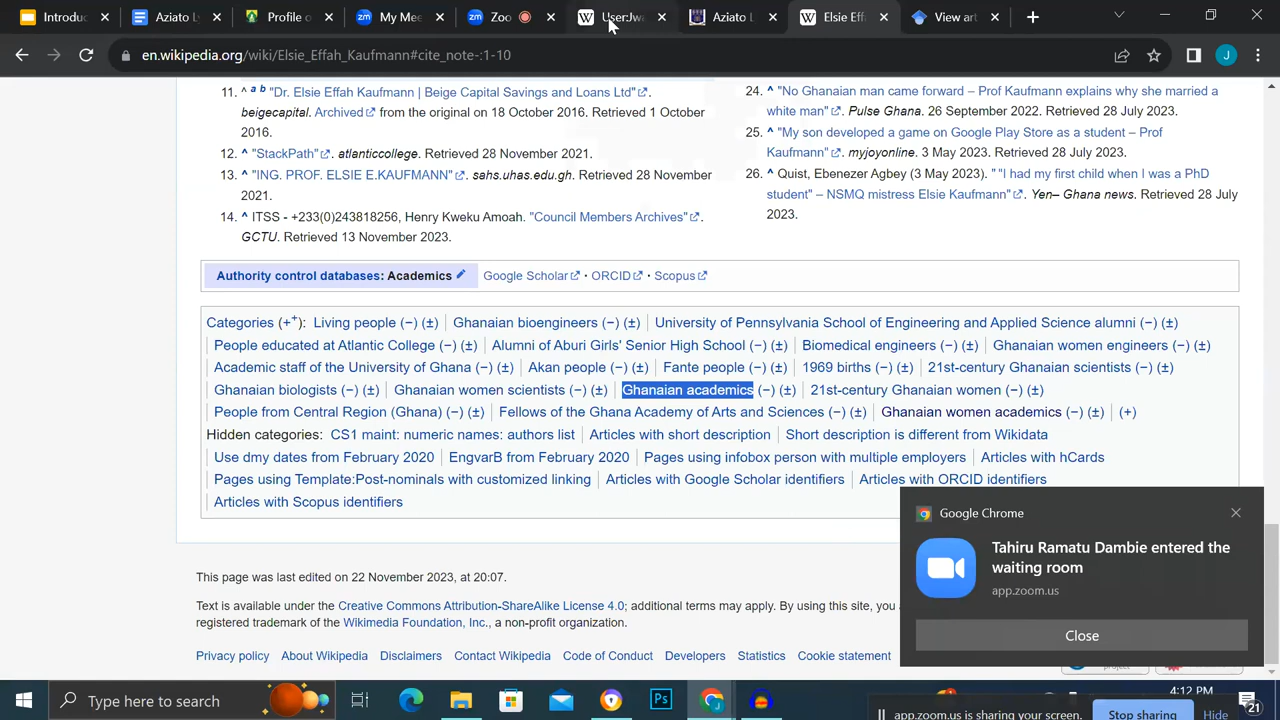 Introduc
Aziato Ly
Profile o
My Mee
Zoo
User:Jwa
Aziato L
Elsie Eff
View art
en.wikipedia.org/wiki/Elsie_Effah_Kaufmann#cite_note-:1-10
J
11. ^ a b "Dr. Elsie Effah Kaufmann | Beige Capital Savings and Loans Ltd".
beigecapital. Archived from the original on 18 October 2016. Retrieved 1 October
2016.
12. ^ "StackPath". atlanticcollege. Retrieved 28 November 2021.
13. ^ "ING. PROF. ELSIE E.KAUFMANN". sahs.uhas.edu.gh. Retrieved 28 November
2021.
14. ^ ITSS - +233(0)243818256, Henry Kweku Amoah. "Council Members Archives".
GCTU. Retrieved 13 November 2023.
24. ^ "No Ghanaian man came forward – Prof Kaufmann explains why she married a
white man". Pulse Ghana. 26 September 2022. Retrieved 28 July 2023.
25. ^ "My son developed a game on Google Play Store as a student – Prof
Kaufmann". myjoyonline. 3 May 2023. Retrieved 28 July 2023.
26. ^ Quist, Ebenezer Agbey (3 May 2023). ""I had my first child when I was a PhD
student" – NSMQ mistress Elsie Kaufmann". Yen– Ghana news. Retrieved 28 July
2023.
Authority control databases: Academics Google Scholar · ORCID · Scopus
Categories (++): Living people (−) (±) | Ghanaian bioengineers (−) (±) | University of Pennsylvania School of Engineering and Applied Science alumni (−) (±)
| People educated at Atlantic College (−) (±) | Alumni of Aburi Girls' Senior High School (−) (±) | Biomedical engineers (−) (±) | Ghanaian women engineers (−) (±)
| Academic staff of the University of Ghana (−) (±) | Akan people (−) (±) | Fante people (−) (±) | 1969 births (−) (±) | 21st-century Ghanaian scientists (−) (±)
| Ghanaian biologists (−) (±) | Ghanaian women scientists (−) (±) | Ghanaian academics (−) (±) | 21st-century Ghanaian women (−) (±)
| People from Central Region (Ghana) (−) (±) | Fellows of the Ghana Academy of Arts and Sciences (−) (±) | Ghanaian women academics (−) (±) | (+)
Hidden categories: CS1 maint: numeric names: authors list | Articles with short description | Short description is different from Wikidata
| Use dmy dates from February 2020 | EngvarB from February 2020 | Pages using infobox person with multiple employers | Articles with hCards
| Pages using Template:Post-nominals with customized linking | Articles with Google Scholar identifiers | Articles with ORCID identifiers
| Articles with Scopus identifiers
Google Chrome
Tahiru Ramatu Dambie entered the
waiting room
app.zoom.us
Close
This page was last edited on 22 November 2023, at 20:07.
Text is available under the Creative Commons Attribution-ShareAlike License 4.0; additional terms may apply. By using this site, you a
registered trademark of the Wikimedia Foundation, Inc., a non-profit organization.
Privacy policy About Wikipedia Disclaimers Contact Wikipedia Code of Conduct Developers Statistics Cookie statement
project
Type here to search
Ps
4:12 PM
21
app.zoom.us is sharing your screen.
Stop sharing
Hide